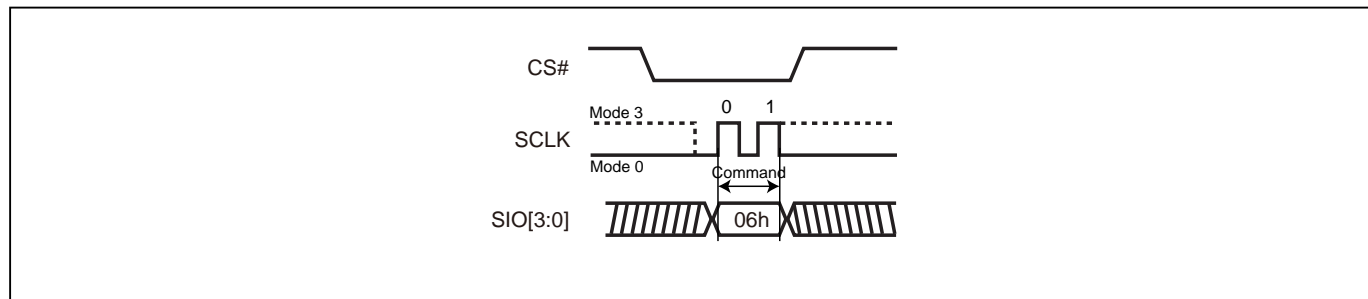 CS#
Mode 3
0 1
SCLK
Mode 0
Command
SIO[3:0]
06h